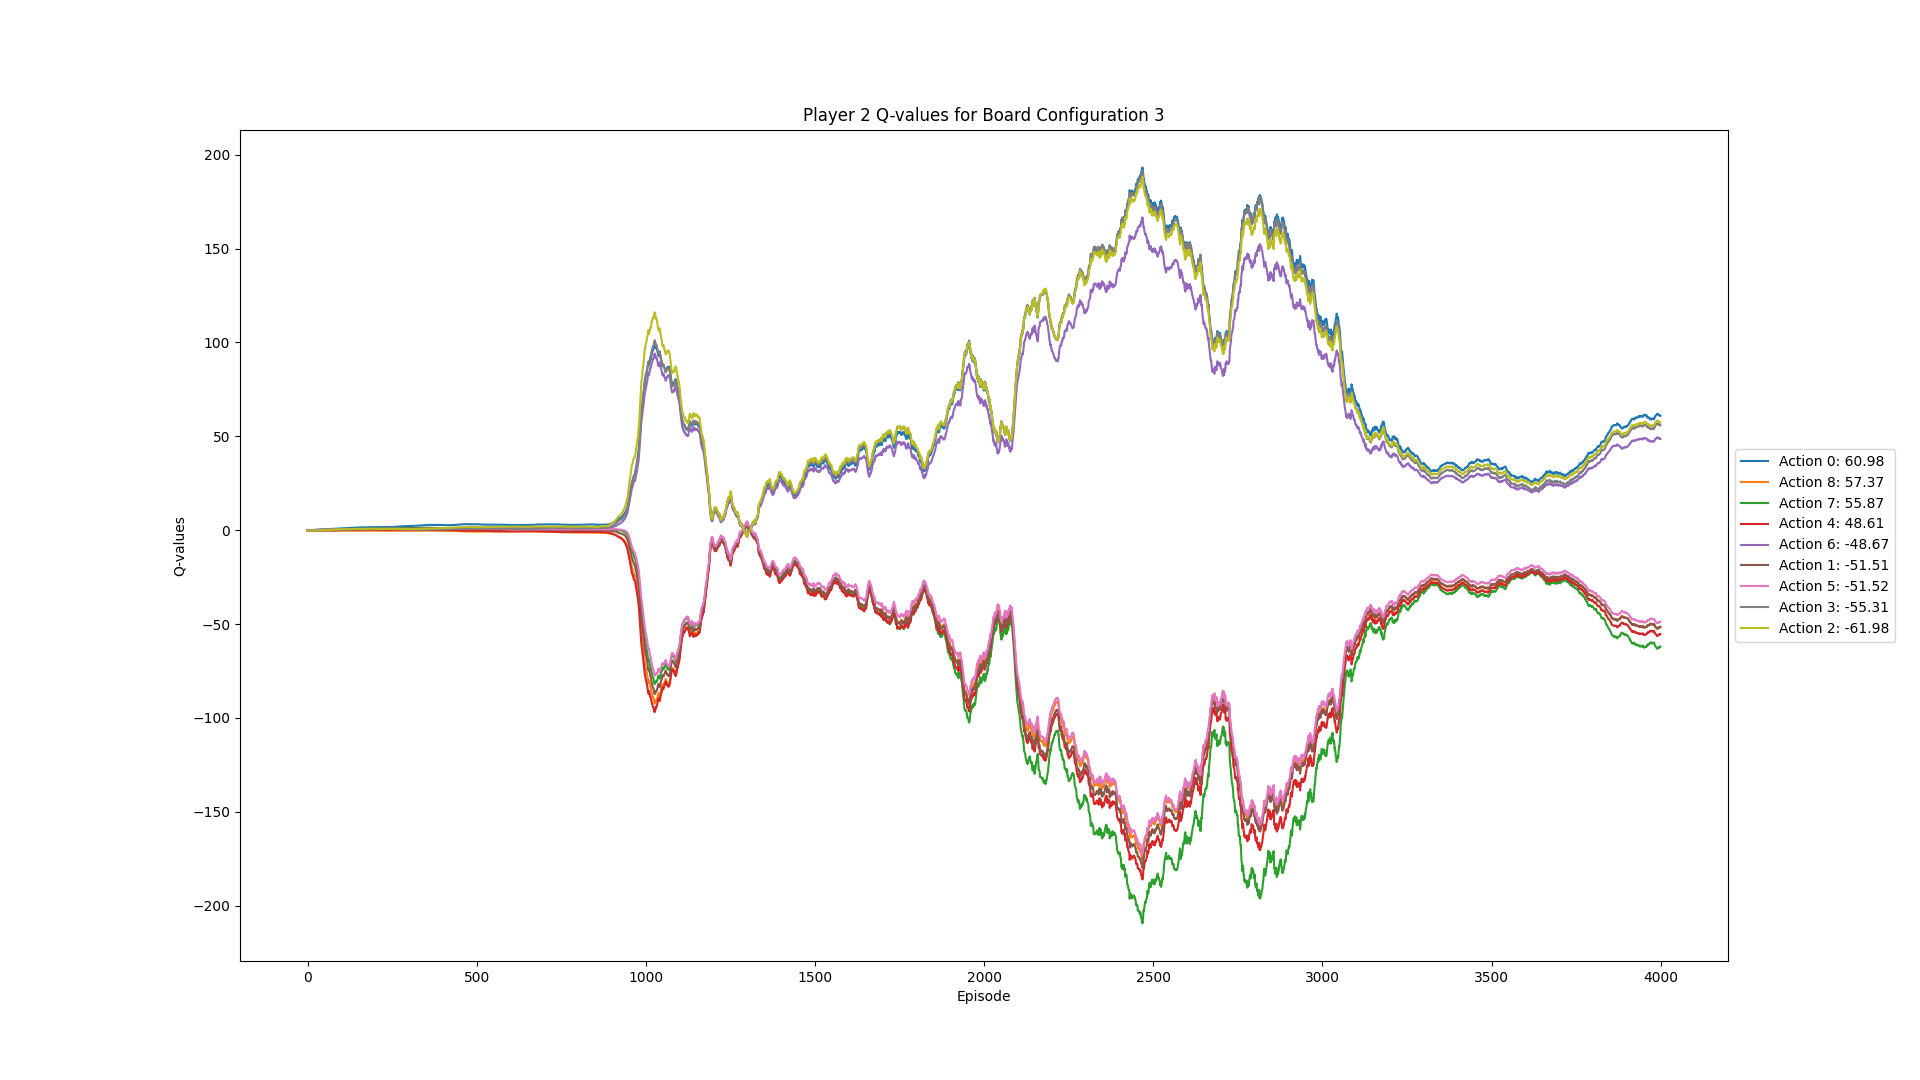 Player 2 Q-values for Board Configuration 3
200
150
100
50
0
−50
−100
−150
−200
Q-values
0
500
1000
1500
2000
2500
3000
3500
4000
Episode
Action 0: 60.98
Action 8: 57.37
Action 7: 55.87
Action 4: 48.61
Action 6: -48.67
Action 1: -51.51
Action 5: -51.52
Action 3: -55.31
Action 2: -61.98